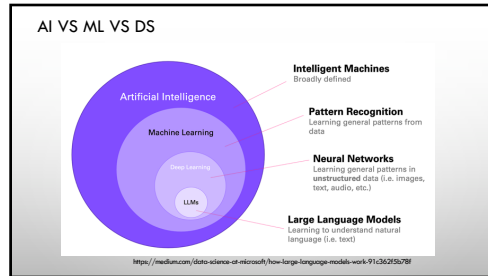 AI VS ML VS DS
Artificial Intelligence
Machine Learning
Deep Learning
LLMs
Intelligent Machines
Broadly defined
Pattern Recognition
Learning general patterns from
data
Neural Networks
Learning general patterns in
unstructured data (i.e. images,
text, audio, etc.)
Large Language Models
Learning to understand natural
language (i.e. text)
https://medium.com/data-science-at-microsoft/how-large-language-models-work-91c362f5b78f